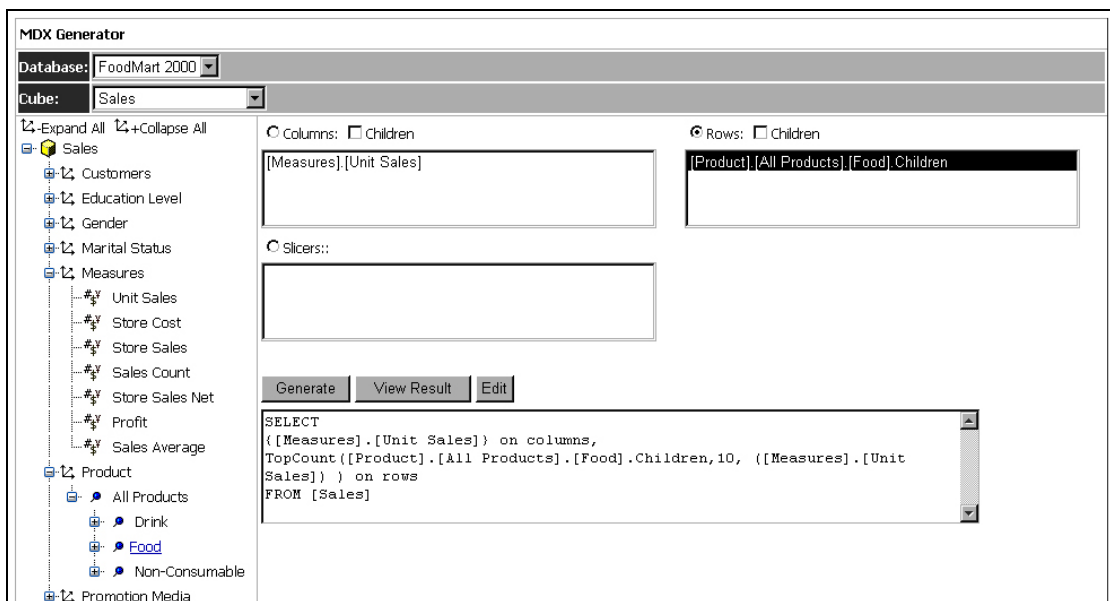 MDX Generator
Database: FoodMart 2000
Cube: Sales
-Expand All +Collapse All
Sales
Customers
Education Level
Gender
Marital Status
Measures
Unit Sales
Store Cost
Store Sales
Sales Count
Store Sales Net
Profit
Sales Average
Product
All Products
Drink
Food
Non-Consumable
Promotion Media
Columns: Children
[Measures].[Unit Sales]
Rows: Children
[Product].[All Products].[Food].Children
Slicers::
Generate View Result Edit
SELECT
{[Measures].[Unit Sales]} on columns,
TopCount([Product].[All Products].[Food].Children,10, ([Measures].[Unit
Sales]) ) on rows
FROM [Sales]